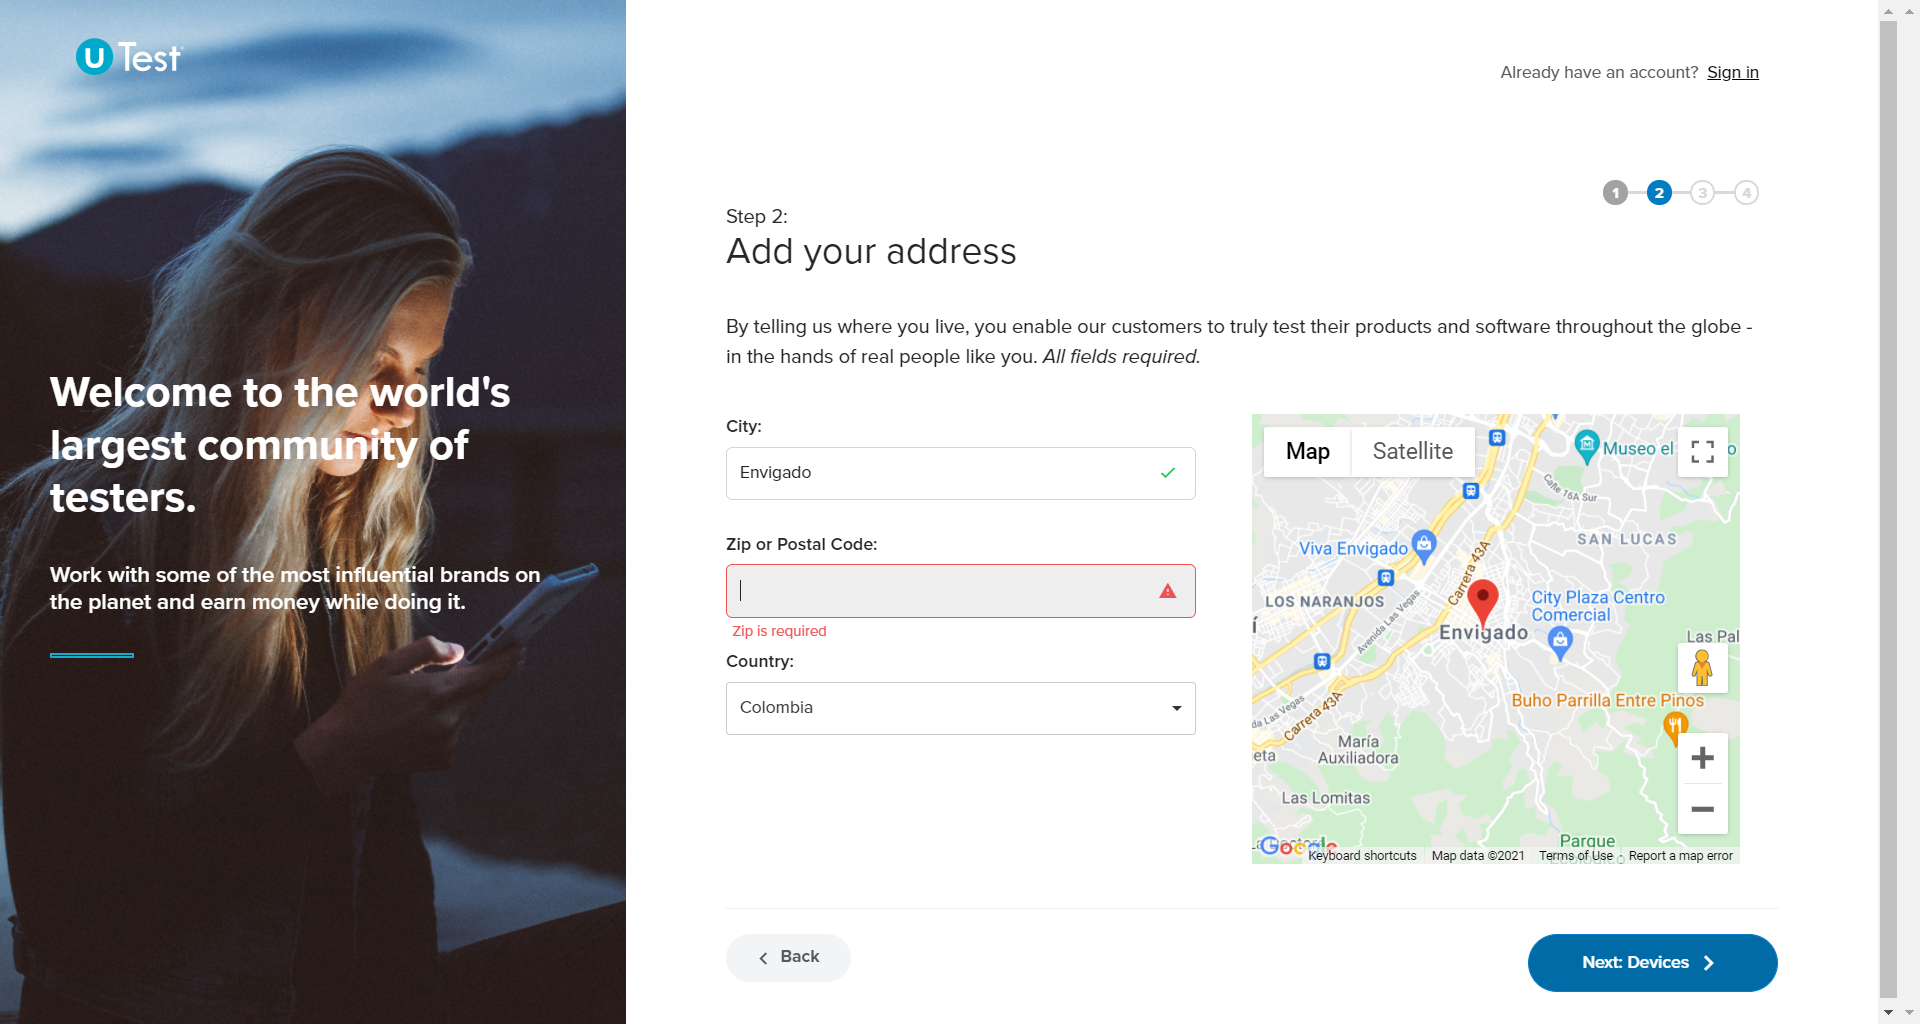 U Test
Already have an account? Sign in
1 2 3 4
Step 2:
Add your address
By telling us where you live, you enable our customers to truly test their products and software throughout the globe -
in the hands of real people like you. All fields required.
Welcome to the world's
largest community of
testers.
Work with some of the most influential brands on
the planet and earn money while doing it.
City:
Envigado
Zip or Postal Code:
Zip is required
Country:
Colombia
Map Satellite
Museo el
Calle 16A Sur
SAN LUCAS
Viva Envigado
Carrera 43A
LOS NARANJOS
City Plaza Centro
Comercial
Avenida Las Vegas
Envigado
Las Pal
Buho Parrilla Entre Pinos
da Las Vegas
Carrera 43A
María
Auxiliadora
eta
Las Lomitas
Parque
Google
Keyboard shortcuts Map data ©2021 Terms of Use Report a map error
Back
Next: Devices